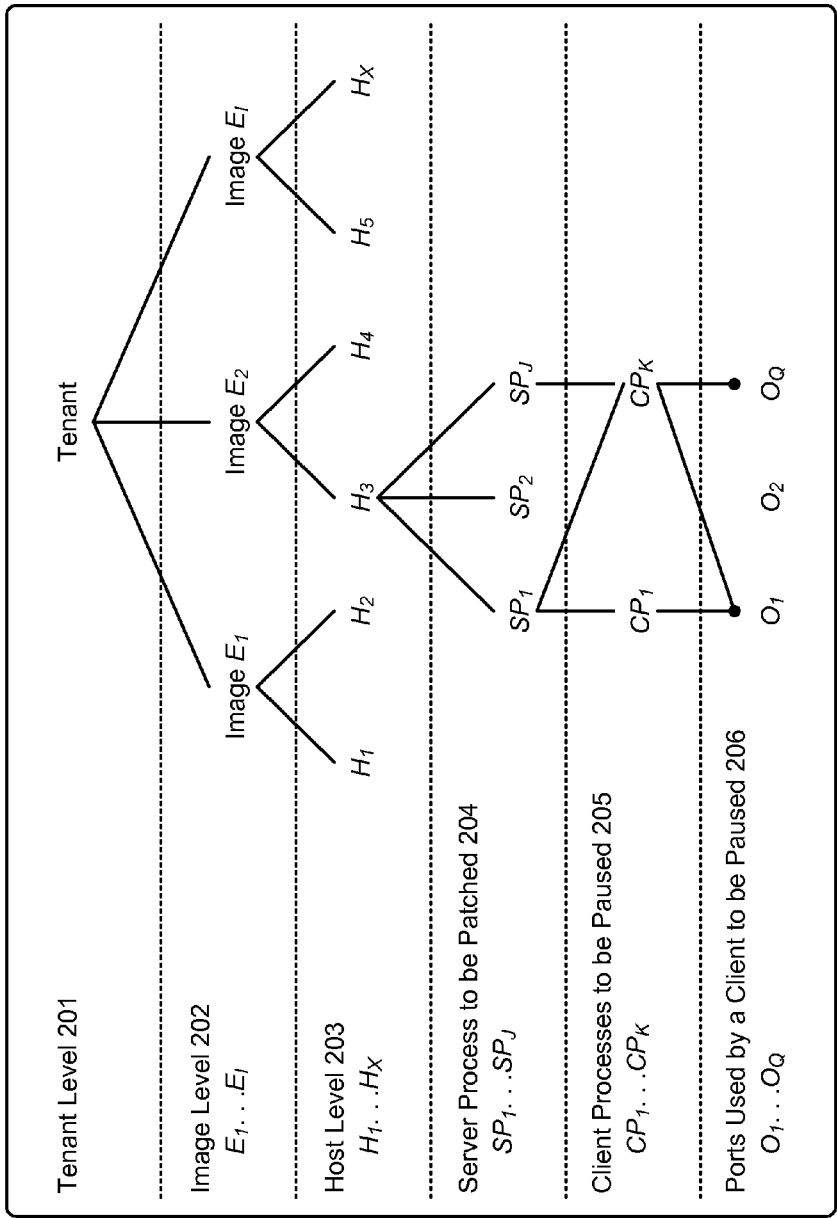 Tenant Level 201
Tenant
Image Level 202
E1. . .EI
Image E1
Image E2
Image EI
Host Level 203
H1. . .HX
H1
H2
H3
H4
H5
HX
Server Process to be Patched 204
SP1. . .SPJ
SP1
SP2
SPJ
Client Processes to be Paused 205
CP1. . .CPK
CP1
CPK
Ports Used by a Client to be Paused 206
O1. . .OQ
O1
O2
OQ